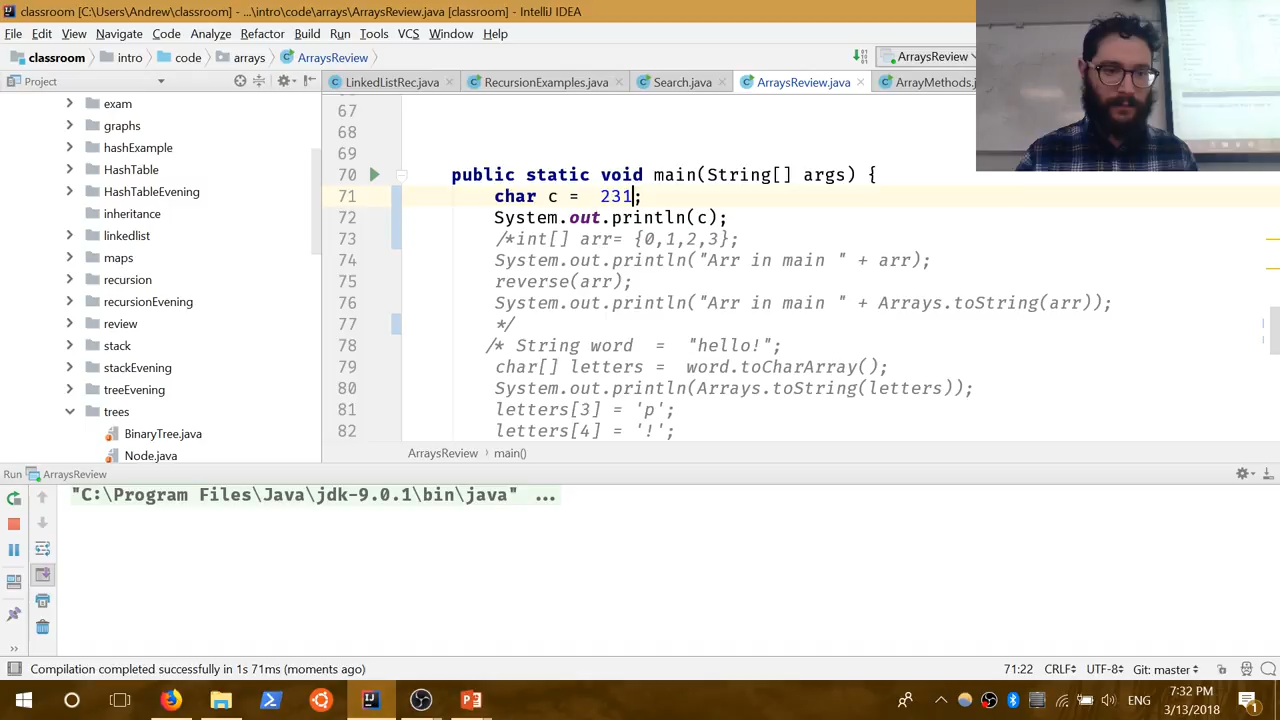 classroom [C:\Users\Andrew\classroom] - ...\intro\code\arrays\ArraysReview.java [classroom] - IntelliJ IDEA
File Edit View Navigate Code Analyze Refactor Build Run Tools VCS Window Help
classroom intro code arrays ArraysReview ArraysReview
Project LinkedListRec.java ursionExamples.java Search.java ArraysReview.java ArrayMethods.j
exam
graphs
hashExample
HashTable
HashTableEvening
inheritance
linkedlist
maps
recursion
recursionEvening
review
stack
stackEvening
treeEvening
trees
BinaryTree.java
Node.java
67
68
69
70 public static void main(String[] args) {
71 char c = 231;
72 System.out.println(c);
73 /*int[] arr= {0,1,2,3};
74 System.out.println("Arr in main " + arr);
75 reverse(arr);
76 System.out.println("Arr in main " + Arrays.toString(arr));
77 */
78 /* String word = "hello!";
79 char[] letters = word.toCharArray();
80 System.out.println(Arrays.toString(letters));
81 letters[3] = 'p';
82 letters[4] = '!';
ArraysReview main()
Run ArraysReview
"C:\Program Files\Java\jdk-9.0.1\bin\java" ...
Compilation completed successfully in 1s 71ms (moments ago) 71:22 CRLF UTF-8 Git: master
ENG 7:32 PM
3/13/2018